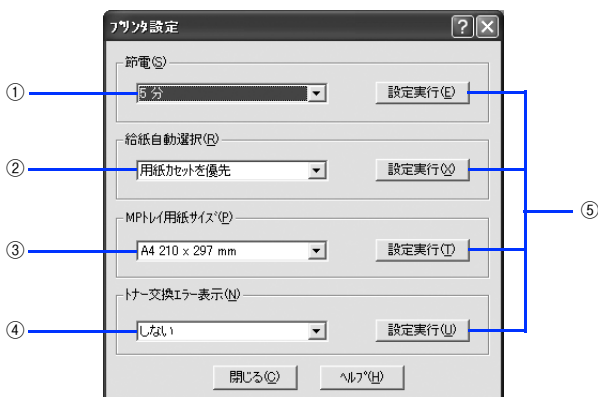 プリンタ設定
節電(S)
① 5 分 設定実行(E)
給紙自動選択(R)
② 用紙カセットを優先 設定実行(X)
⑤
MPトレイ用紙サイズ(P)
③ A4 210 x 297 mm 設定実行(T)
トナー交換エラー表示(N)
④ しない 設定実行(U)
閉じる(C) ヘルプ(H)